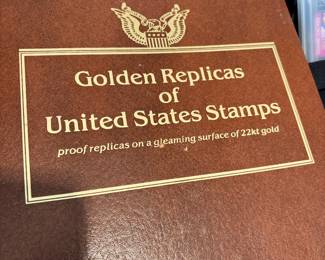 Golden Replicas
of
United States Stamps
proof replicas on a gleaming surface of 22kt gold